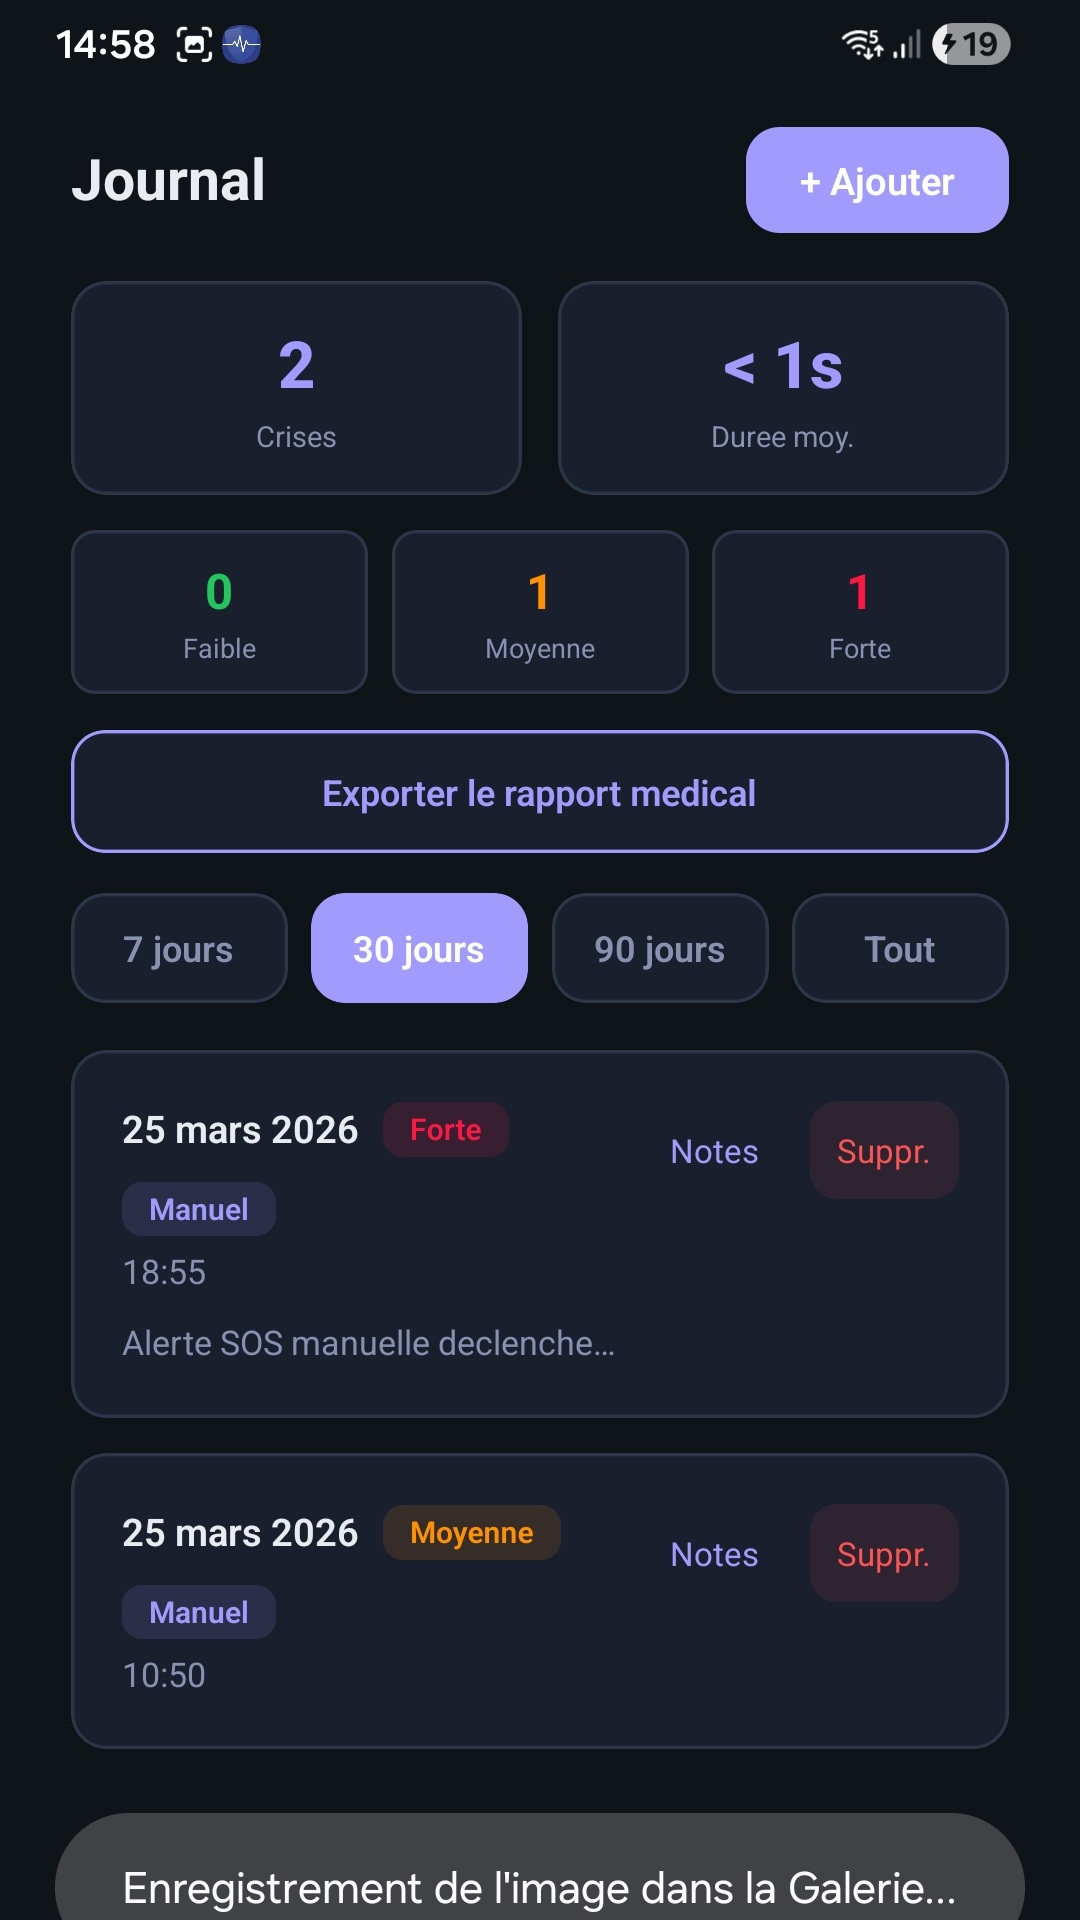 14:58
5
19
Journal
+ Ajouter
2
Crises
< 1s
Duree moy.
0
Faible
1
Moyenne
1
Forte
Exporter le rapport medical
7 jours
30 jours
90 jours
Tout
25 mars 2026 Forte
Notes
Suppr.
Manuel
18:55
Alerte SOS manuelle declenche...
25 mars 2026 Moyenne
Notes
Suppr.
Manuel
10:50
Enregistrement de l'image dans la Galerie...